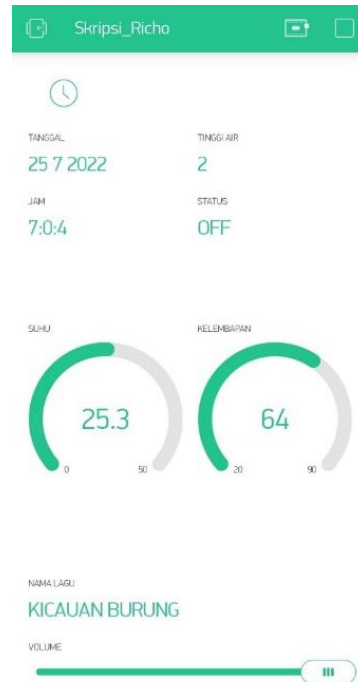 Skripsi_Richo
TANGGAL TINGGI AIR
25 7 2022 2
JAM STATUS
7:0:4 OFF
SUHU KELEMBAPAN
25.3 64
0 50 20 90
NAMA LAGU
KICAUAN BURUNG
VOLUME